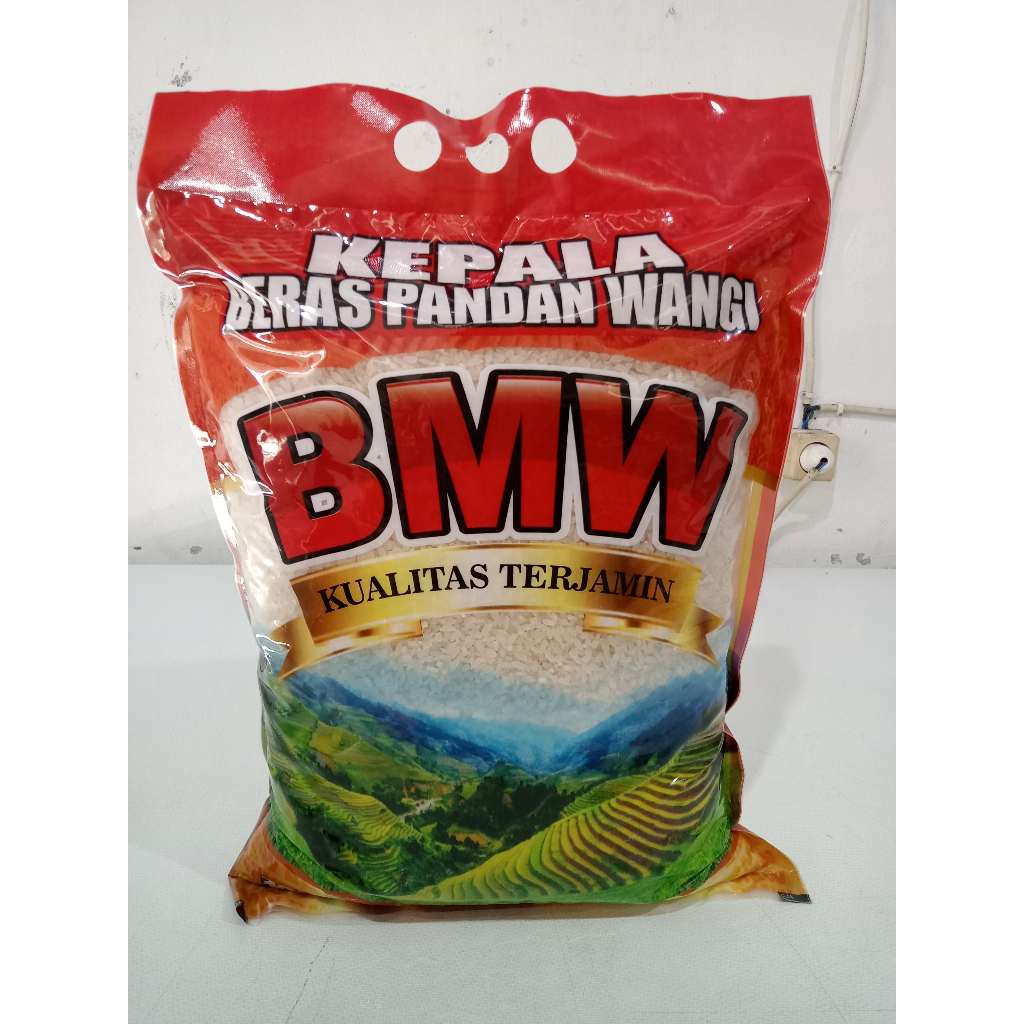 KEPALA
BERAS PANDAN WANGI
BMW
KUALITAS TERJAMIN